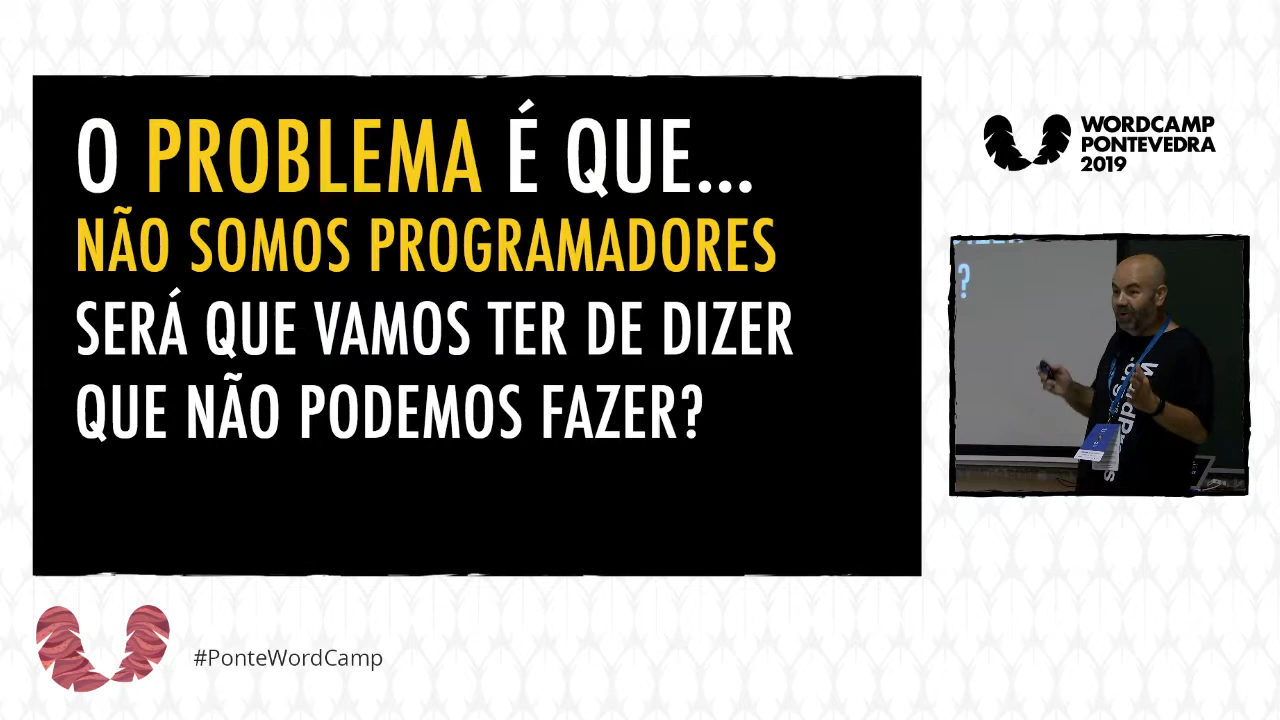 O PROBLEMA É QUE...
NÃO SOMOS PROGRAMADORES
SERÁ QUE VAMOS TER DE DIZER
QUE NÃO PODEMOS FAZER?
WORDCAMP
PONTEVEDRA
2019
?
#PonteWordCamp